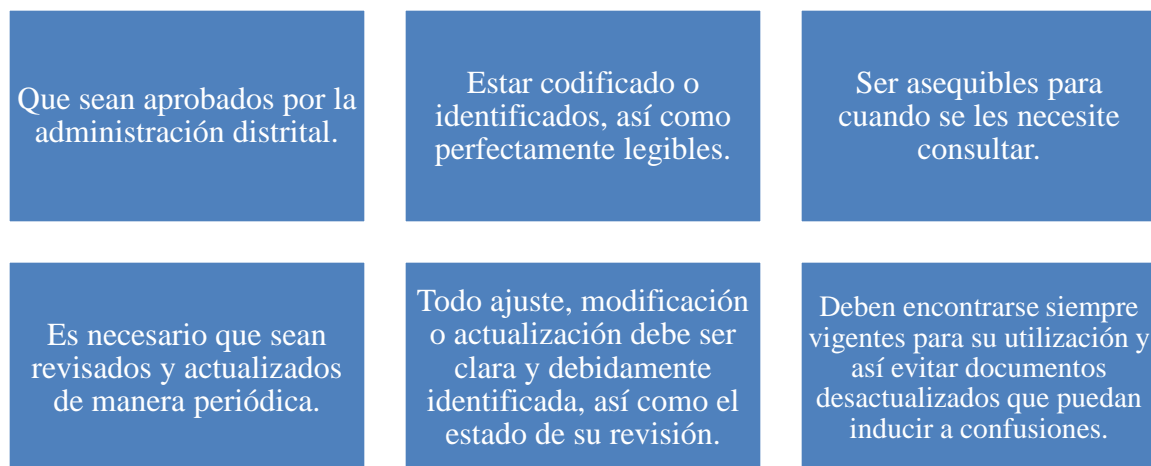 Que sean aprobados por la
administración distrital.
Estar codificado o
identificados, así como
perfectamente legibles.
Ser asequibles para
cuando se les necesite
consultar.
Es necesario que sean
revisados y actualizados
de manera periódica.
Todo ajuste, modificación
o actualización debe ser
clara y debidamente
identificada, así como el
estado de su revisión.
Deben encontrarse siempre
vigentes para su utilización y
así evitar documentos
desactualizados que puedan
inducir a confusiones.